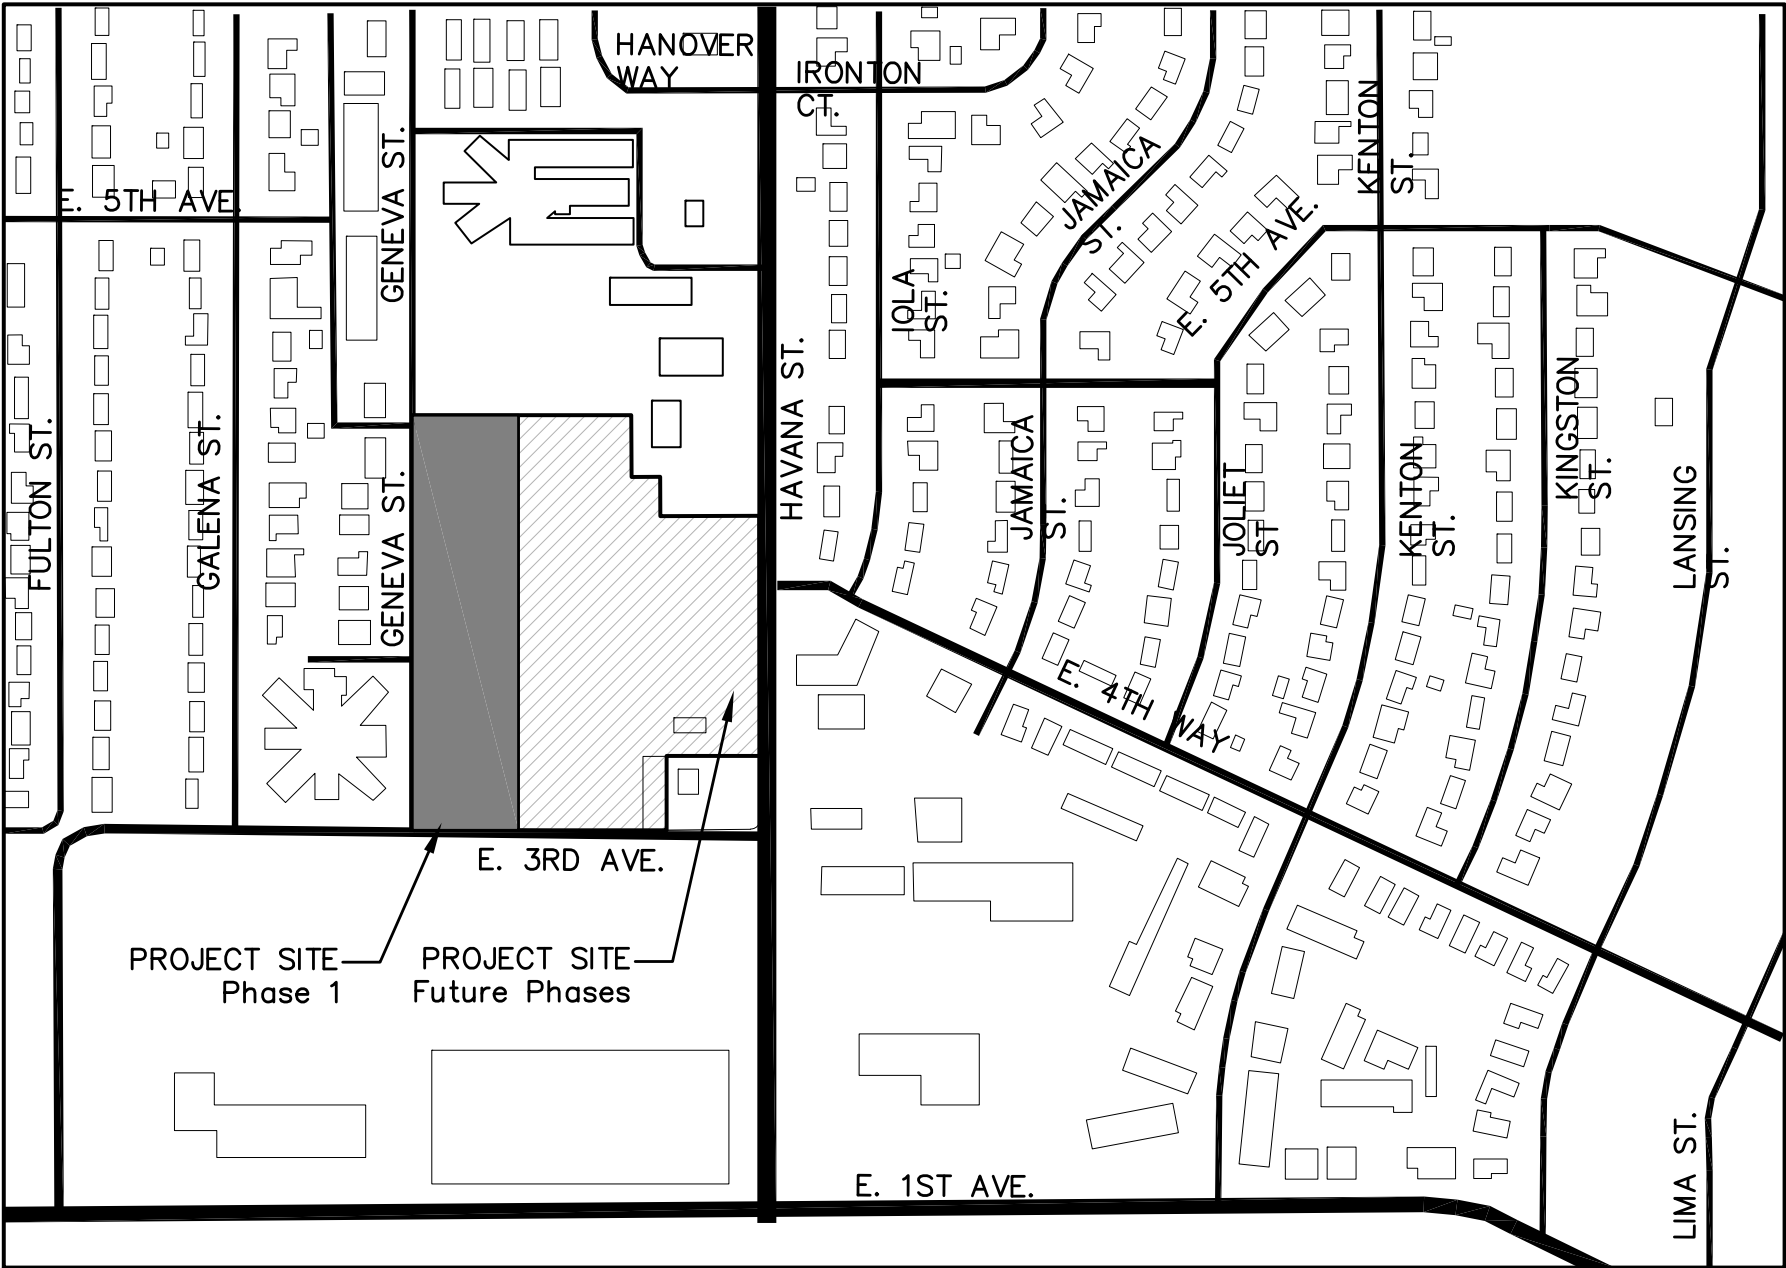 HANOVER
WAY
IRONTON
CT.
GENEVA ST.
KENTON
ST.
JAMAICA
ST.
E. 5TH AVE.
E. 5TH AVE.
IOLA
ST.
HAVANA ST.
FULTON ST.
GALENA ST.
GENEVA ST.
JAMAICA
ST.
JOLIET
ST
KENTON
ST.
KINGSTON
ST.
LANSING
ST.
E. 4TH WAY
E. 3RD AVE.
PROJECT SITE
Phase 1
PROJECT SITE
Future Phases
E. 1ST AVE.
LIMA ST.